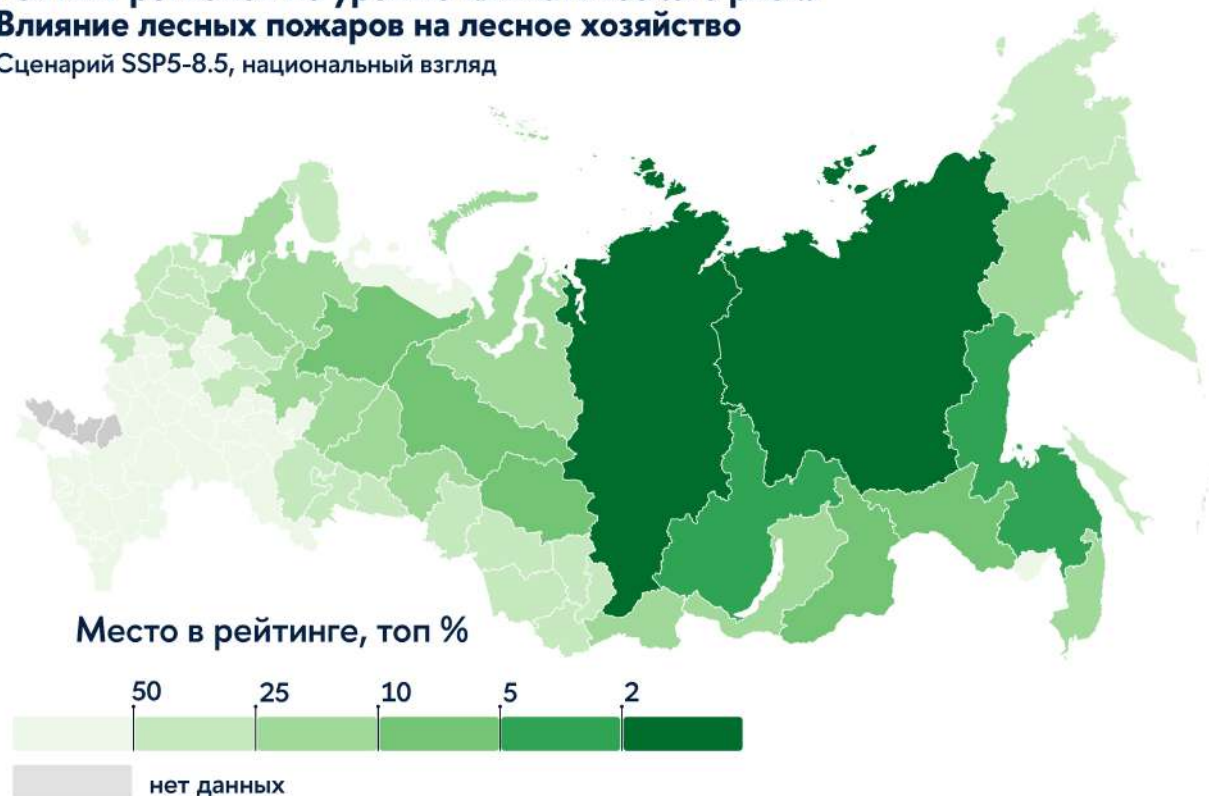 Влияние лесных пожаров на лесное хозяйство
Сценарий SSP5-8.5, национальный взгляд
Место в рейтинге, топ %
50 25 10 5 2
нет данных